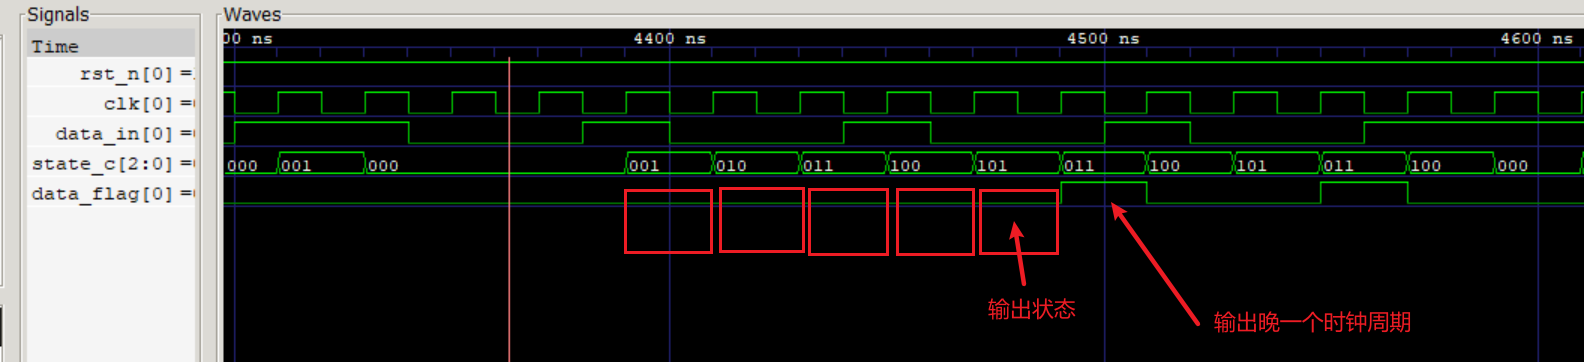 Signals
Waves
Time
00 ns
4400 ns
4500 ns
4600 ns
rst_n[0] =
clk[0] =
data_in[0] =
state_c[2:0] =
000 001 000 001 010 011 100 101 011 100 101 011 100 000
data_flag[0] =
输出状态
输出晚一个时钟周期